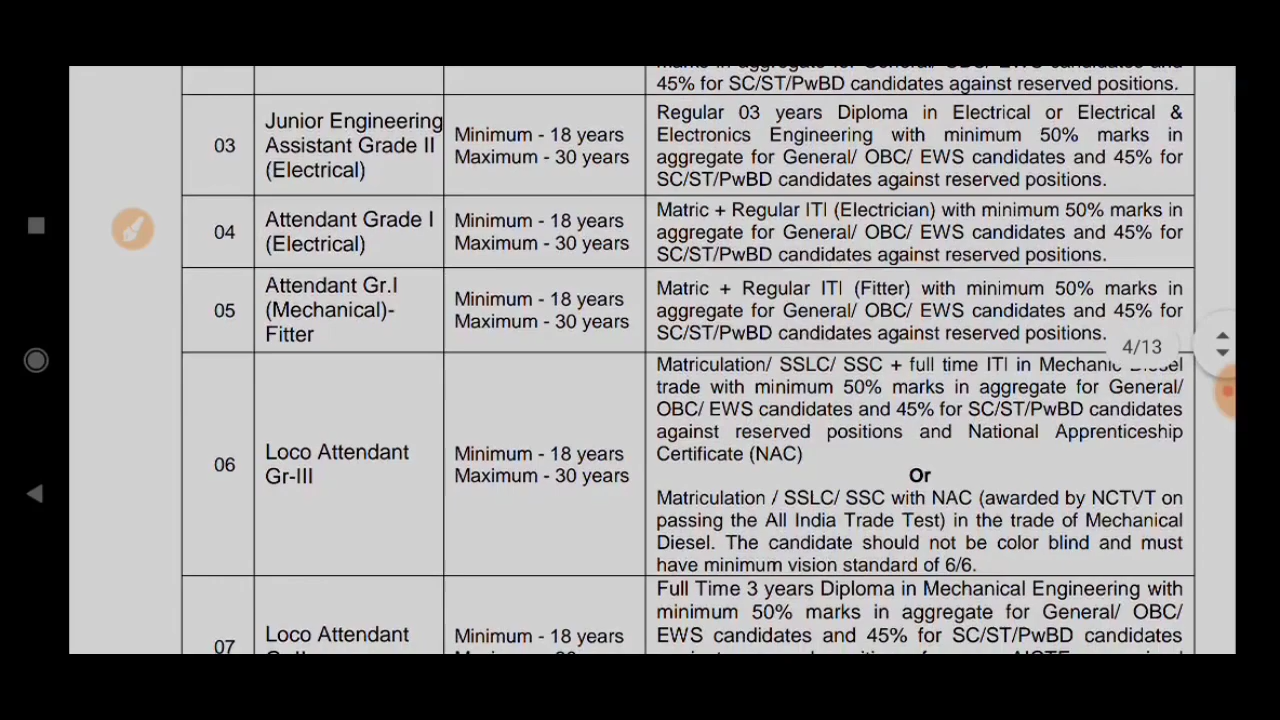 45% for SC/ST/PwBD candidates against reserved positions.
03
Junior Engineering
Assistant Grade II
(Electrical)
Minimum - 18 years
Maximum - 30 years
Regular 03 years Diploma in Electrical or Electrical &
Electronics Engineering with minimum 50% marks in
aggregate for General/ OBC/ EWS candidates and 45% for
SC/ST/PwBD candidates against reserved positions.
04
Attendant Grade I
(Electrical)
Minimum - 18 years
Maximum - 30 years
Matric + Regular ITI (Electrician) with minimum 50% marks in
aggregate for General/ OBC/ EWS candidates and 45% for
SC/ST/PwBD candidates against reserved positions.
05
Attendant Gr.I
(Mechanical)-
Fitter
Minimum - 18 years
Maximum - 30 years
Matric + Regular ITI (Fitter) with minimum 50% marks in
aggregate for General/ OBC/ EWS candidates and 45% for
SC/ST/PwBD candidates against reserved positions.
4/13
06
Loco Attendant
Gr-III
Minimum - 18 years
Maximum - 30 years
Matriculation/ SSLC/ SSC + full time ITI in Mechanic Diesel
trade with minimum 50% marks in aggregate for General/
OBC/ EWS candidates and 45% for SC/ST/PwBD candidates
against reserved positions and National Apprenticeship
Certificate (NAC)
Or
Matriculation / SSLC/ SSC with NAC (awarded by NCTVT on
passing the All India Trade Test) in the trade of Mechanical
Diesel. The candidate should not be color blind and must
have minimum vision standard of 6/6.
07
Loco Attendant
Minimum - 18 years
Full Time 3 years Diploma in Mechanical Engineering with
minimum 50% marks in aggregate for General/ OBC/
EWS candidates and 45% for SC/ST/PwBD candidates